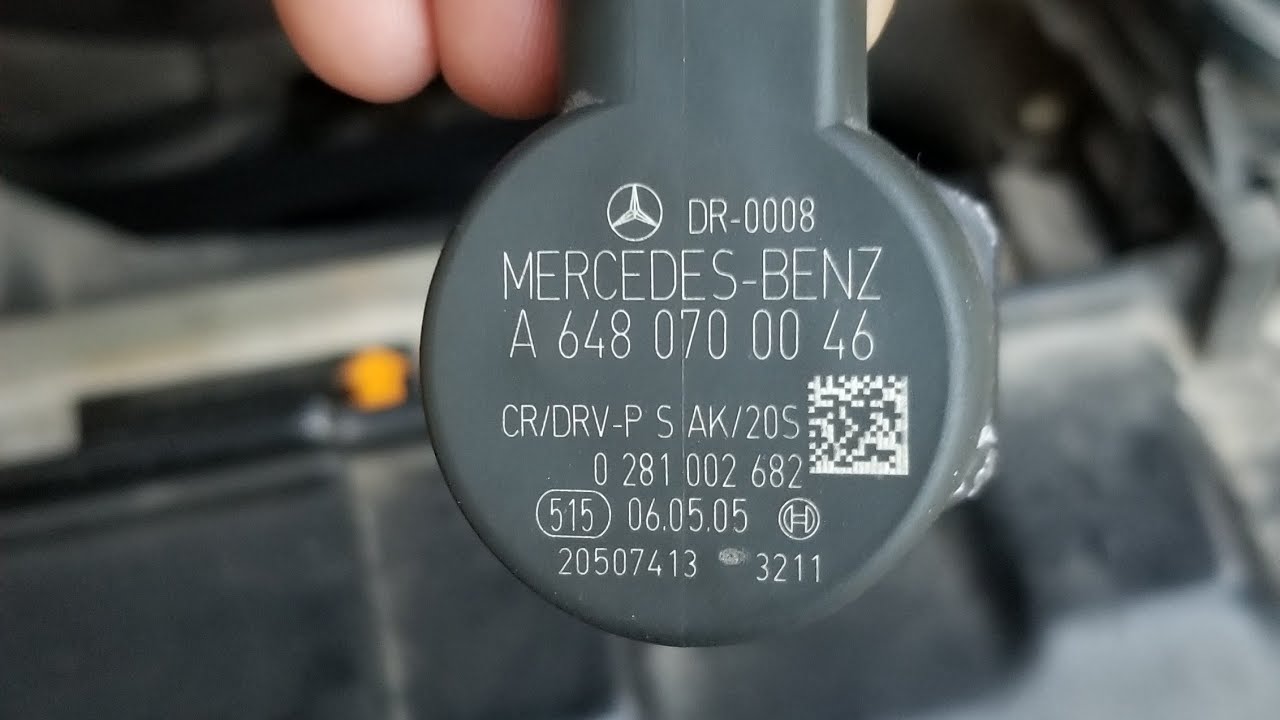 DR-0008
MERCEDES-BENZ
A 648 070 00 46
CR/DRV-P S AK/20S
0 281 002 682
515 06.05.05 H
20507413 3211